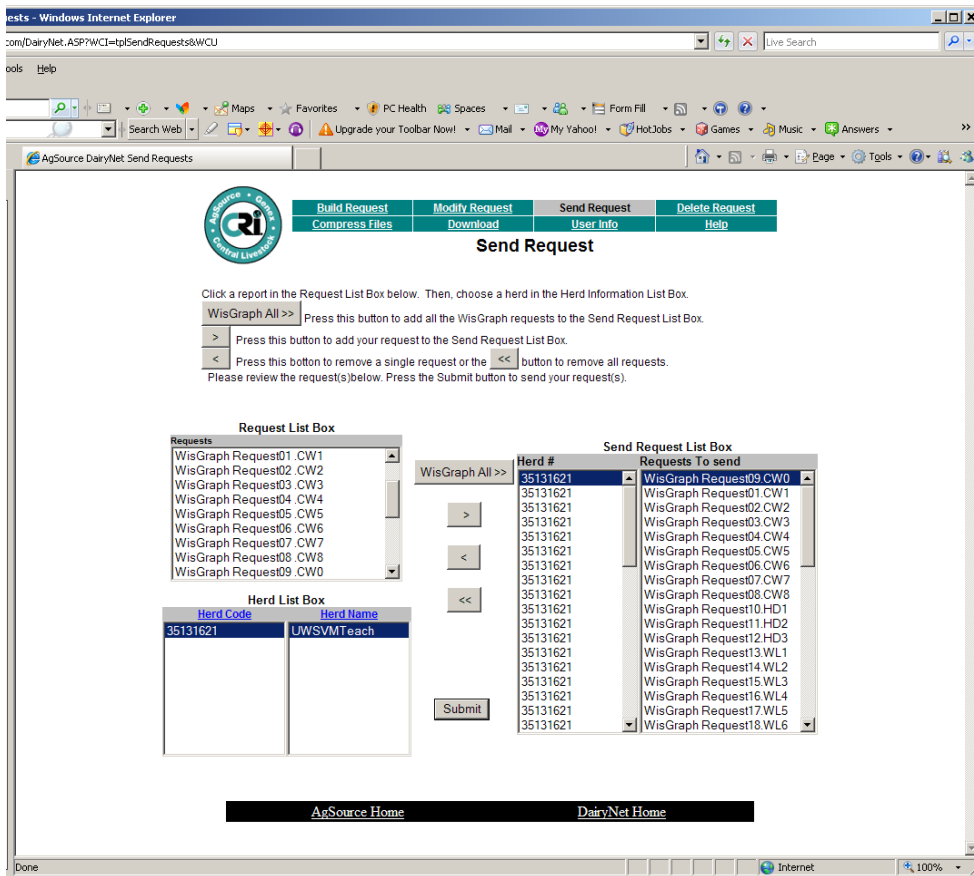 ests - Windows Internet Explorer
com/DairyNet.ASP?WCI=tplSendRequests&WCU
Live Search
ools Help
Maps Favorites PC Health Spaces Form Fill
Search Web Upgrade your Toolbar Now! Mail My Yahoo! HotJobs Games Music Answers »
AgSource DairyNet Send Requests
Page Tools
AgSource • Genex
CRi
Central Livestock
Build Request Modify Request Send Request Delete Request
Compress Files Download User Info Help
Send Request
Click a report in the Request List Box below. Then, choose a herd in the Herd Information List Box.
WisGraph All >> Press this button to add all the WisGraph requests to the Send Request List Box.
> Press this button to add your request to the Send Request List Box.
< Press this botton to remove a single request or the << button to remove all requests.
Please review the request(s)below. Press the Submit button to send your request(s).
Request List Box
Requests
WisGraph Request01 .CW1
WisGraph Request02 .CW2
WisGraph Request03 .CW3
WisGraph Request04 .CW4
WisGraph Request05 .CW5
WisGraph Request06 .CW6
WisGraph Request07 .CW7
WisGraph Request08 .CW8
WisGraph Request09 .CW0
Herd List Box
Herd Code Herd Name
35131621 UWSVMTeach
WisGraph All >>
>
<
<<
Submit
Send Request List Box
Herd # Requests To send
35131621 WisGraph Request09.CW0
35131621 WisGraph Request01.CW1
35131621 WisGraph Request02.CW2
35131621 WisGraph Request03.CW3
35131621 WisGraph Request04.CW4
35131621 WisGraph Request05.CW5
35131621 WisGraph Request06.CW6
35131621 WisGraph Request07.CW7
35131621 WisGraph Request08.CW8
35131621 WisGraph Request10.HD1
35131621 WisGraph Request11.HD2
35131621 WisGraph Request12.HD3
35131621 WisGraph Request13.WL1
35131621 WisGraph Request14.WL2
35131621 WisGraph Request15.WL3
35131621 WisGraph Request16.WL4
35131621 WisGraph Request17.WL5
35131621 WisGraph Request18.WL6
AgSource Home DairyNet Home
Done Internet 100%